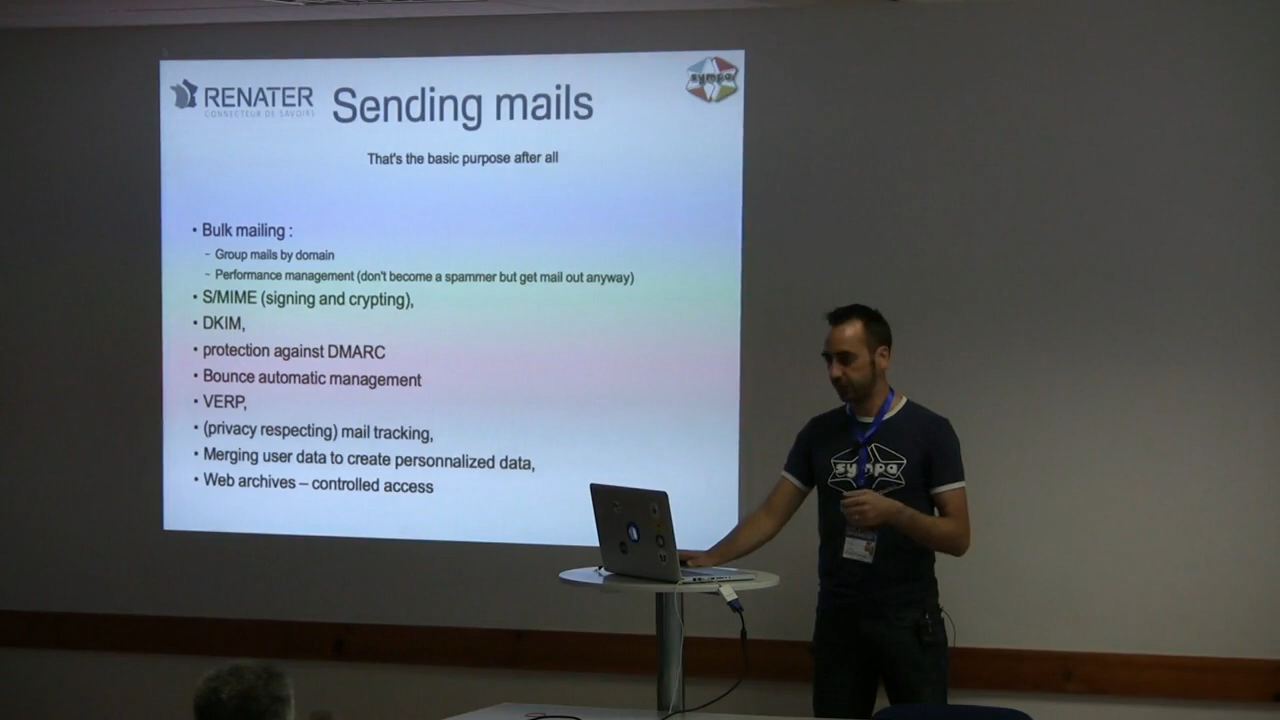 RENATER
CONNECTEUR DE SAVOIRS
Sending mails
sympa
That's the basic purpose after all
• Bulk mailing :
- Group mails by domain
- Performance management (don't become a spammer but get mail out anyway)
• S/MIME (signing and crypting),
• DKIM,
• protection against DMARC
• Bounce automatic management
• VERP,
• (privacy respecting) mail tracking,
• Merging user data to create personnalized data,
• Web archives – controlled access
sympa